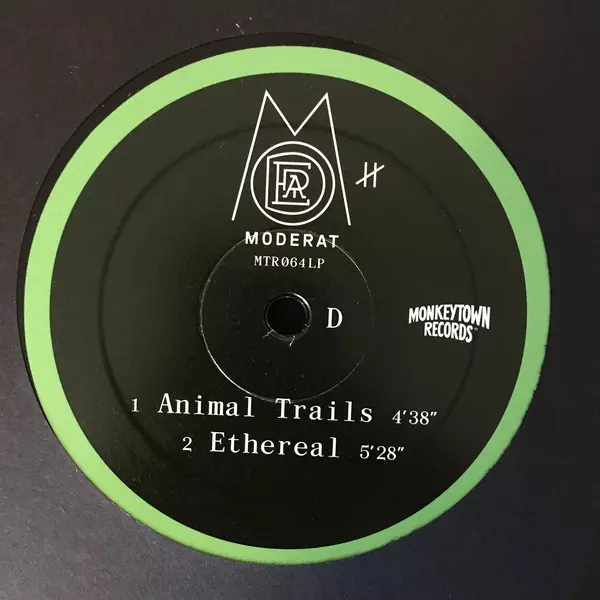 MODERAT
MTR064LP
D
MONKEYTOWN
RECORDS®
1 Animal Trails 4'38"
2 Ethereal 5'28"